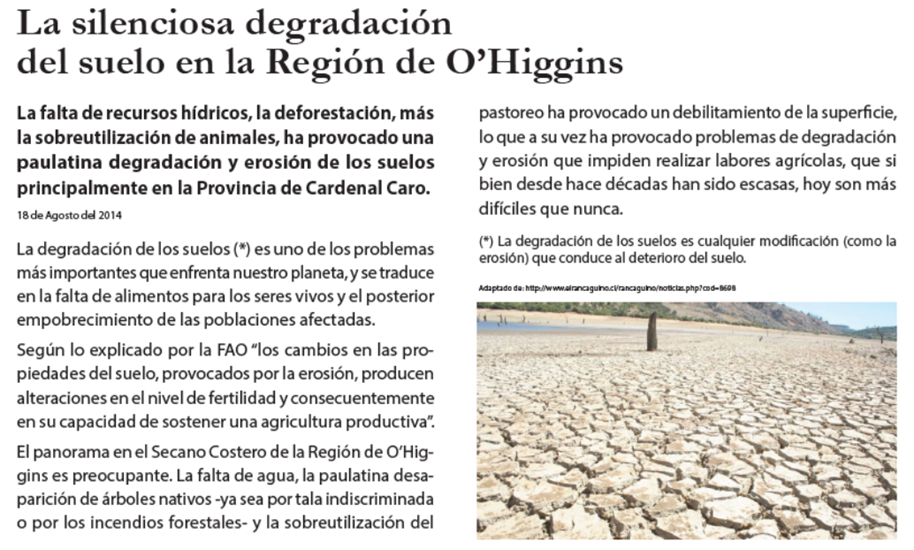 La silenciosa degradación
del suelo en la Región de O’Higgins
La falta de recursos hídricos, la deforestación, más
la sobreutilización de animales, ha provocado una
paulatina degradación y erosión de los suelos
principalmente en la Provincia de Cardenal Caro.
18 de Agosto del 2014
La degradación de los suelos (*) es uno de los problemas
más importantes que enfrenta nuestro planeta, y se traduce
en la falta de alimentos para los seres vivos y el posterior
empobrecimiento de las poblaciones afectadas.
Según lo explicado por la FAO “los cambios en las pro-
piedades del suelo, provocados por la erosión, producen
alteraciones en el nivel de fertilidad y consecuentemente
en su capacidad de sostener una agricultura productiva”.
El panorama en el Secano Costero de la Región de O’Hig-
gins es preocupante. La falta de agua, la paulatina desa-
parición de árboles nativos -ya sea por tala indiscriminada
o por los incendios forestales- y la sobreutilización del
pastoreo ha provocado un debilitamiento de la superficie,
lo que a su vez ha provocado problemas de degradación
y erosión que impiden realizar labores agrícolas, que si
bien desde hace décadas han sido escasas, hoy son más
difíciles que nunca.
(*) La degradación de los suelos es cualquier modificación (como la
erosión) que conduce al deterioro del suelo.
Adaptado de: http://www.elrancaguino.cl/rancaguino/noticias.php?cod=8698